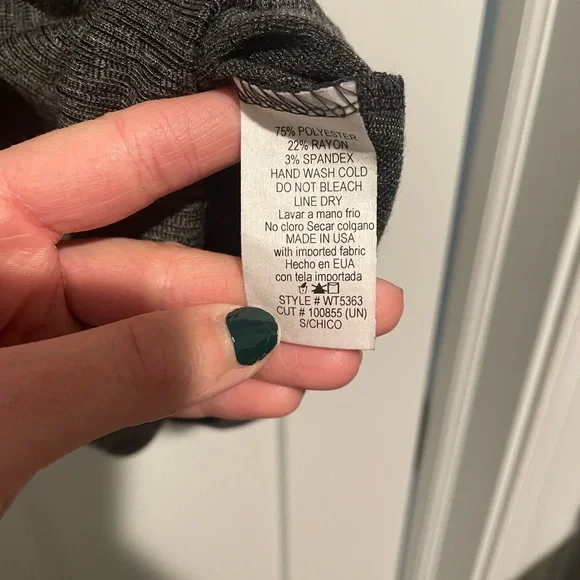 75% POLYESTER
22% RAYON
3% SPANDEX
HAND WASH COLD
DO NOT BLEACH
LINE DRY
Lavar a mano frio
No cloro Secar colgano
MADE IN USA
with imported fabric
Hecho en EUA
con tela importada
STYLE # WT5363
CUT # 100855 (UN)
S/CHICO